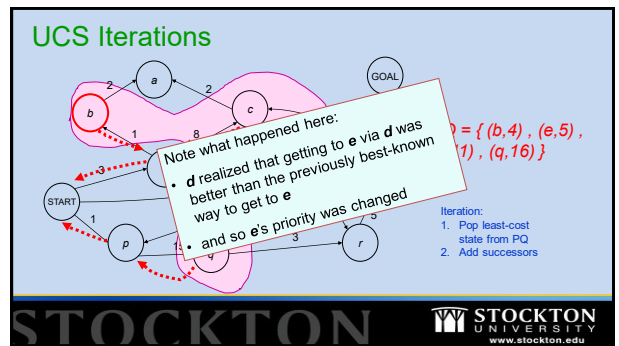 UCS Iterations
GOAL
2
a
2
b
c
1
8
= { (b,4) , (e,5) ,
1) , (q,16) }
Note what happened here:
• d realized that getting to e via d was
better than the previously best-known
way to get to e
• and so e's priority was changed
3
START
1
p
q
3
5
r
Iteration:
1. Pop least-cost
state from PQ
2. Add successors
STOCKTON
STOCKTON
UNIVERSITY
www.stockton.edu